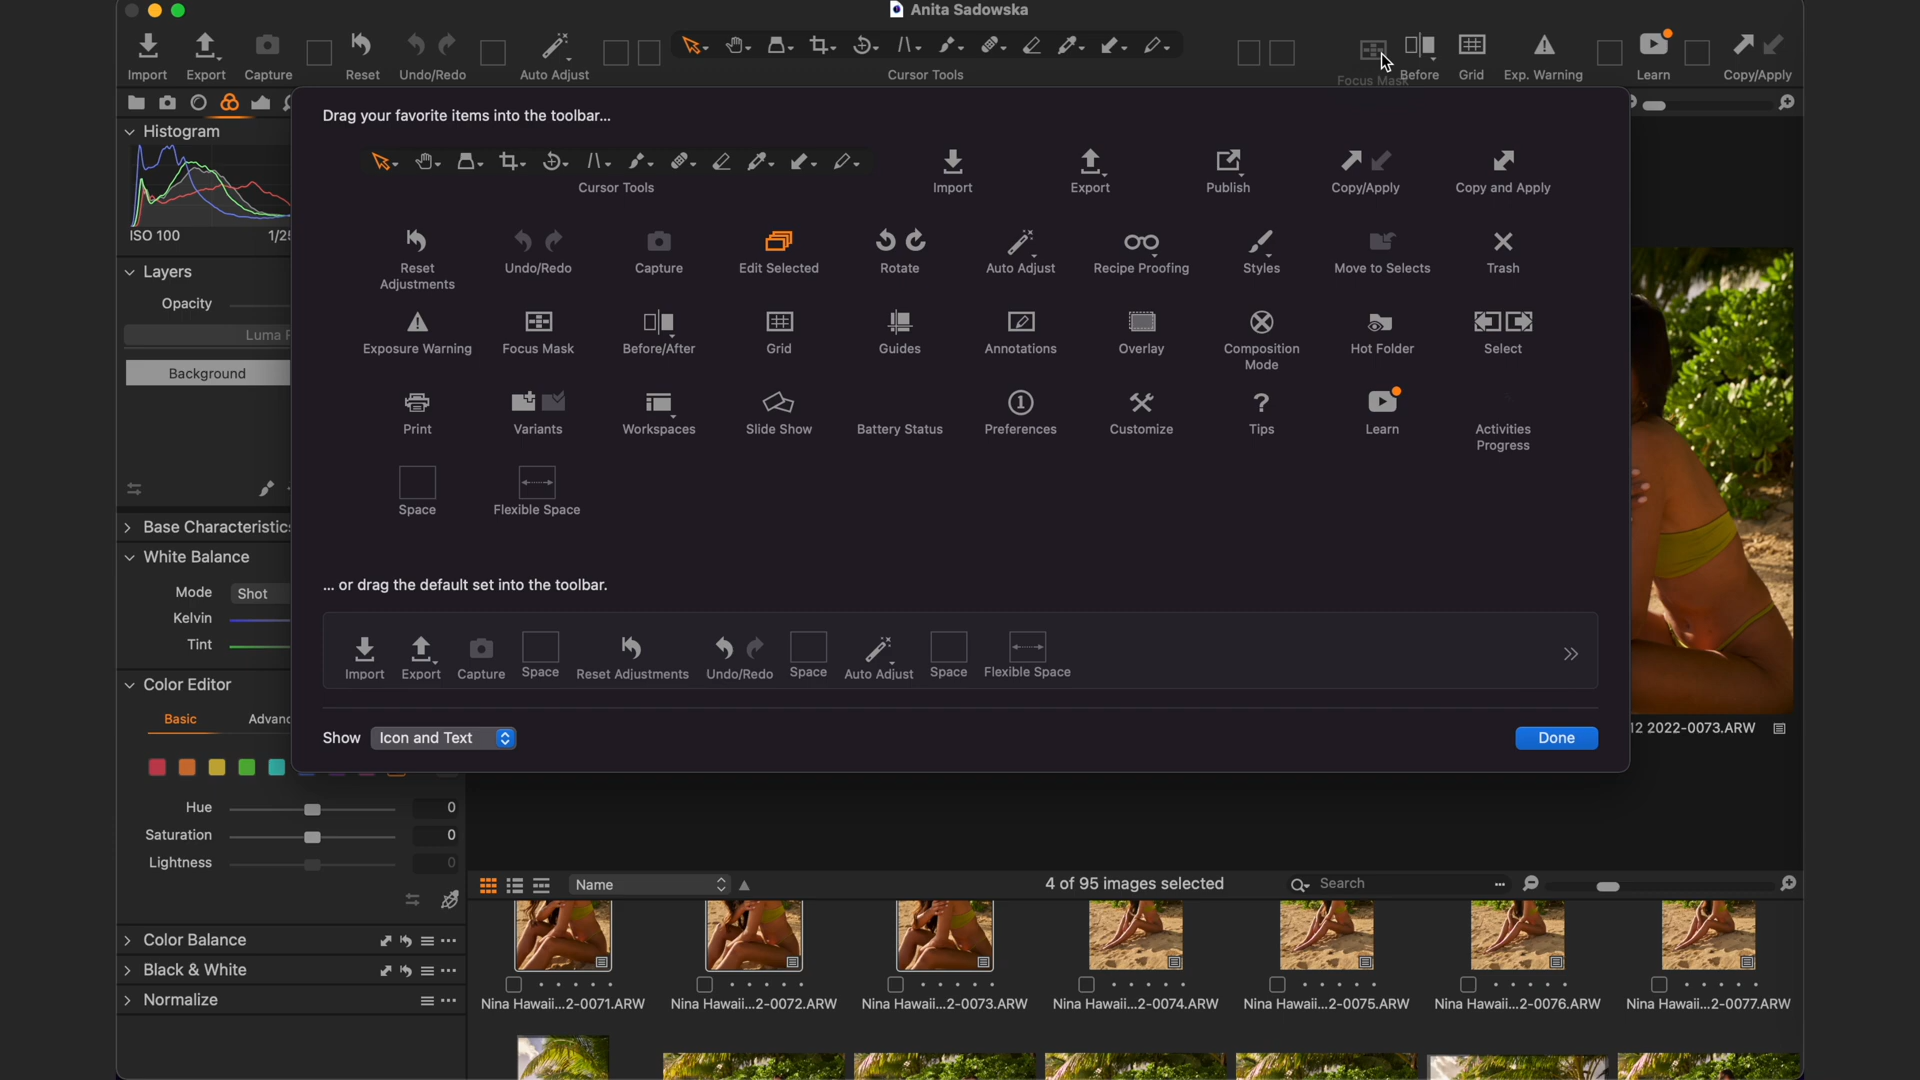 Anita Sadowska
Import Export Capture Reset Undo/Redo Auto Adjust Cursor Tools Focus Mask Before Grid Exp. Warning Learn Copy/Apply
Histogram
ISO 100 1/25
Layers
Opacity
Luma R
Background
Base Characteristics
White Balance
Mode Shot
Kelvin
Tint
Color Editor
Basic Advanc
Hue 0
Saturation 0
Lightness 0
Color Balance
Black & White
Normalize
Drag your favorite items into the toolbar...
Cursor Tools Import Export Publish Copy/Apply Copy and Apply
Reset
Adjustments
Undo/Redo Capture Edit Selected Rotate Auto Adjust Recipe Proofing Styles Move to Selects Trash
Exposure Warning Focus Mask Before/After Grid Guides Annotations Overlay
Composition
Mode
Hot Folder Select
Print Variants Workspaces Slide Show Battery Status Preferences Customize Tips Learn
Activities
Progress
Space Flexible Space
... or drag the default set into the toolbar.
Import Export Capture Space Reset Adjustments Undo/Redo Space Auto Adjust Space Flexible Space
Show Icon and Text Done
12 2022-0073.ARW
Name 4 of 95 images selected Search
Nina Hawaii...2-0071.ARW Nina Hawaii...2-0072.ARW Nina Hawaii...2-0073.ARW Nina Hawaii...2-0074.ARW Nina Hawaii...2-0075.ARW Nina Hawaii...2-0076.ARW Nina Hawaii...2-0077.ARW